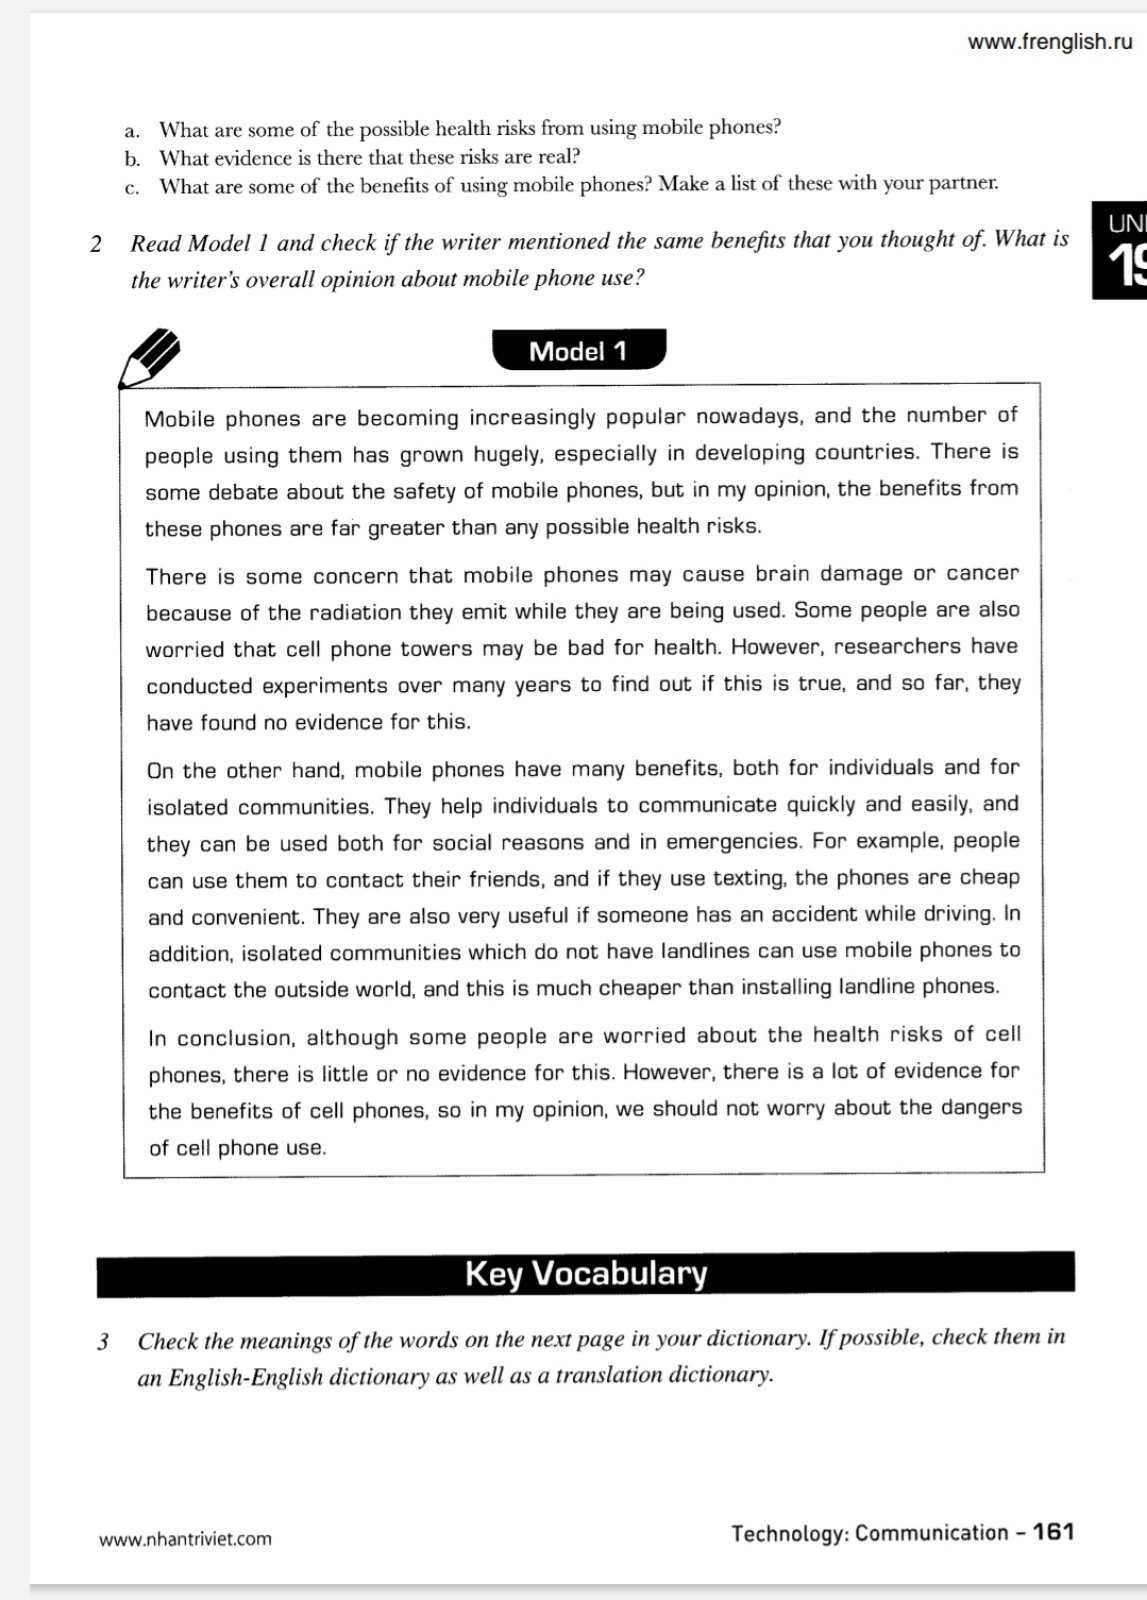 www.frenglish.ru
a. What are some of the possible health risks from using mobile phones?
b. What evidence is there that these risks are real?
c. What are some of the benefits of using mobile phones? Make a list of these with your partner.
UNI
19
2 Read Model 1 and check if the writer mentioned the same benefits that you thought of. What is
the writer's overall opinion about mobile phone use?
Model 1
Mobile phones are becoming increasingly popular nowadays, and the number of
people using them has grown hugely, especially in developing countries. There is
some debate about the safety of mobile phones, but in my opinion, the benefits from
these phones are far greater than any possible health risks.
There is some concern that mobile phones may cause brain damage or cancer
because of the radiation they emit while they are being used. Some people are also
worried that cell phone towers may be bad for health. However, researchers have
conducted experiments over many years to find out if this is true, and so far, they
have found no evidence for this.
On the other hand, mobile phones have many benefits, both for individuals and for
isolated communities. They help individuals to communicate quickly and easily, and
they can be used both for social reasons and in emergencies. For example, people
can use them to contact their friends, and if they use texting, the phones are cheap
and convenient. They are also very useful if someone has an accident while driving. In
addition, isolated communities which do not have landlines can use mobile phones to
contact the outside world, and this is much cheaper than installing landline phones.
In conclusion, although some people are worried about the health risks of cell
phones, there is little or no evidence for this. However, there is a lot of evidence for
the benefits of cell phones, so in my opinion, we should not worry about the dangers
of cell phone use.
Key Vocabulary
3 Check the meanings of the words on the next page in your dictionary. If possible, check them in
an English-English dictionary as well as a translation dictionary.
www.nhantriviet.com
Technology: Communication – 161